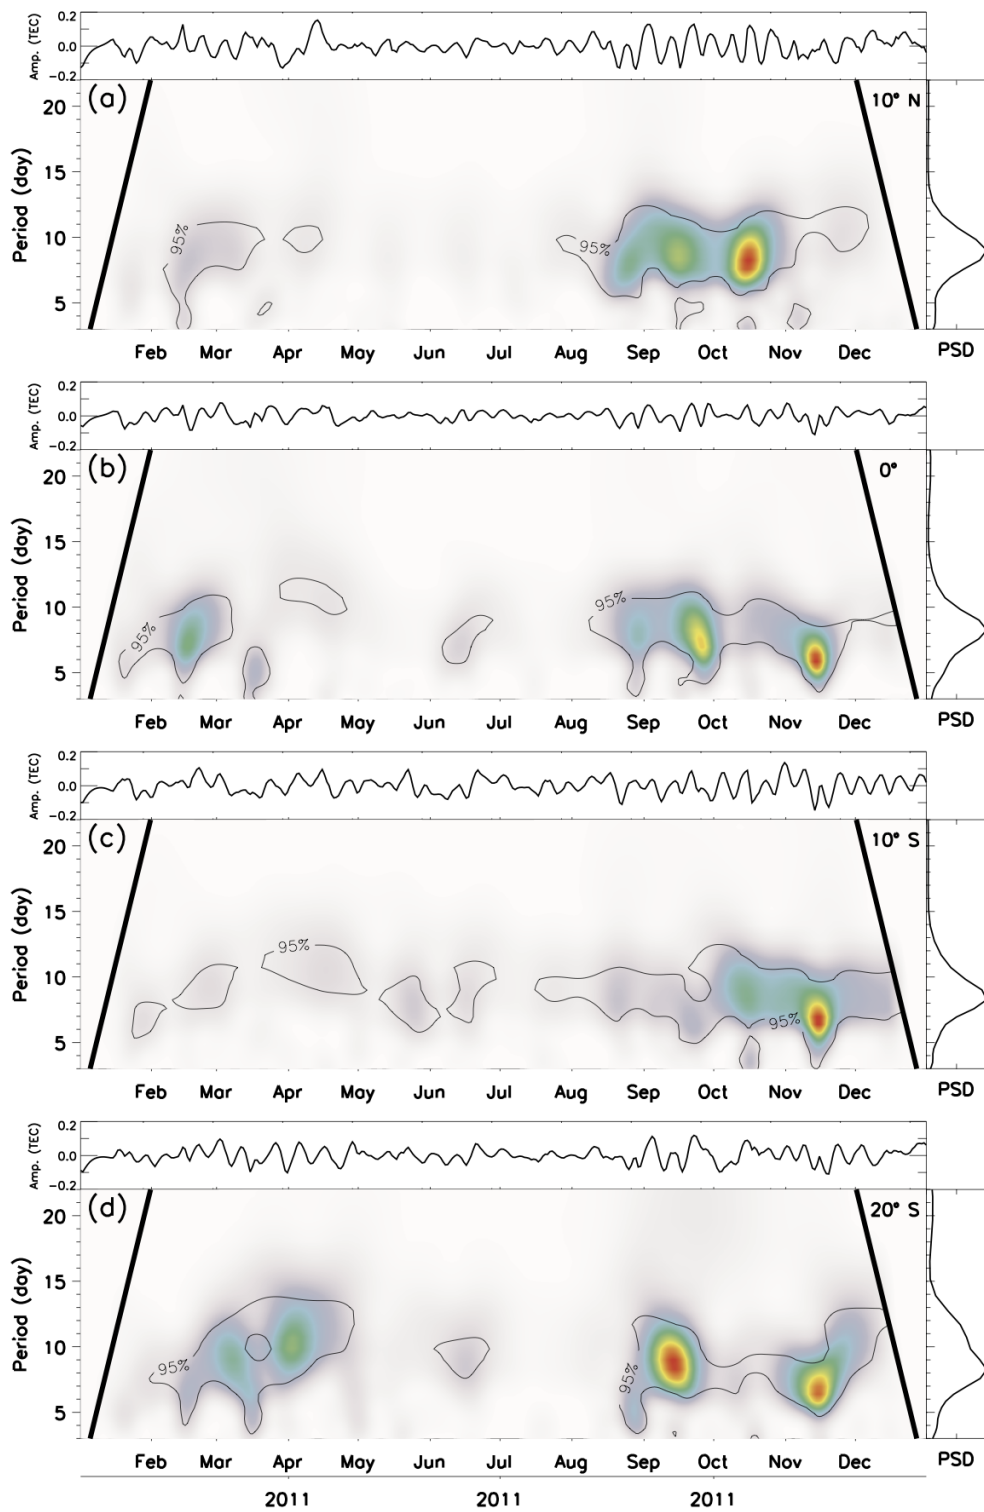 0.2
0.0
−0.2
Amp. (TEC)
(a)
10° N
20
15
10
5
Period (day)
95%
95%
Feb Mar Apr May Jun Jul Aug Sep Oct Nov Dec PSD
0.2
0.0
−0.2
Amp. (TEC)
(b)
0°
20
15
10
5
Period (day)
95%
95%
Feb Mar Apr May Jun Jul Aug Sep Oct Nov Dec PSD
0.2
0.0
−0.2
Amp. (TEC)
(c)
10° S
20
15
10
5
Period (day)
95%
95%
Feb Mar Apr May Jun Jul Aug Sep Oct Nov Dec PSD
0.2
0.0
−0.2
Amp. (TEC)
(d)
20° S
20
15
10
5
Period (day)
95%
95%
Feb Mar Apr May Jun Jul Aug Sep Oct Nov Dec PSD
2011 2011 2011